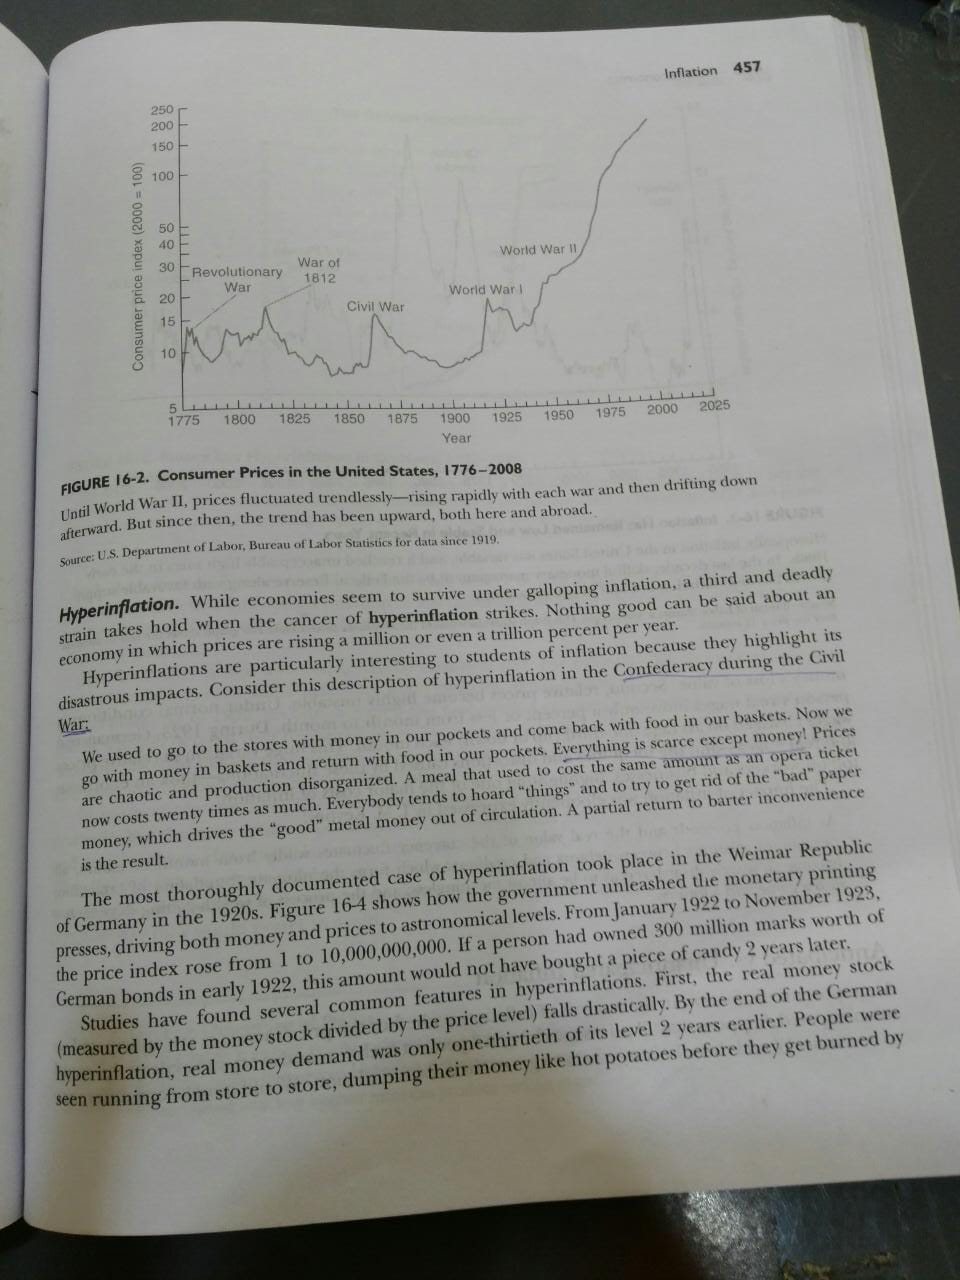 Inflation 457
250
200
150
100
50
40
30
20
15
10
5
Consumer price index (2000 = 100)
Revolutionary
War
War of
1812
Civil War
World War I
World War II
1775 1800 1825 1850 1875 1900 1925 1950 1975 2000 2025
Year
FIGURE 16-2. Consumer Prices in the United States, 1776–2008
Until World War II, prices fluctuated trendlessly—rising rapidly with each war and then drifting down
afterward. But since then, the trend has been upward, both here and abroad.
Source: U.S. Department of Labor, Bureau of Labor Statistics for data since 1919.
Hyperinflation. While economies seem to survive under galloping inflation, a third and deadly
strain takes hold when the cancer of hyperinflation strikes. Nothing good can be said about an
economy in which prices are rising a million or even a trillion percent per year.
Hyperinflations are particularly interesting to students of inflation because they highlight its
disastrous impacts. Consider this description of hyperinflation in the Confederacy during the Civil
War:
We used to go to the stores with money in our pockets and come back with food in our baskets. Now we
go with money in baskets and return with food in our pockets. Everything is scarce except money! Prices
are chaotic and production disorganized. A meal that used to cost the same amount as an opera ticket
now costs twenty times as much. Everybody tends to hoard "things" and to try to get rid of the "bad" paper
money, which drives the "good" metal money out of circulation. A partial return to barter inconvenience
is the result.
The most thoroughly documented case of hyperinflation took place in the Weimar Republic
of Germany in the 1920s. Figure 16-4 shows how the government unleashed the monetary printing
presses, driving both money and prices to astronomical levels. From January 1922 to November 1923,
the price index rose from 1 to 10,000,000,000. If a person had owned 300 million marks worth of
German bonds in early 1922, this amount would not have bought a piece of candy 2 years later.
Studies have found several common features in hyperinflations. First, the real money stock
(measured by the money stock divided by the price level) falls drastically. By the end of the German
hyperinflation, real money demand was only one-thirtieth of its level 2 years earlier. People were
seen running from store to store, dumping their money like hot potatoes before they get burned by